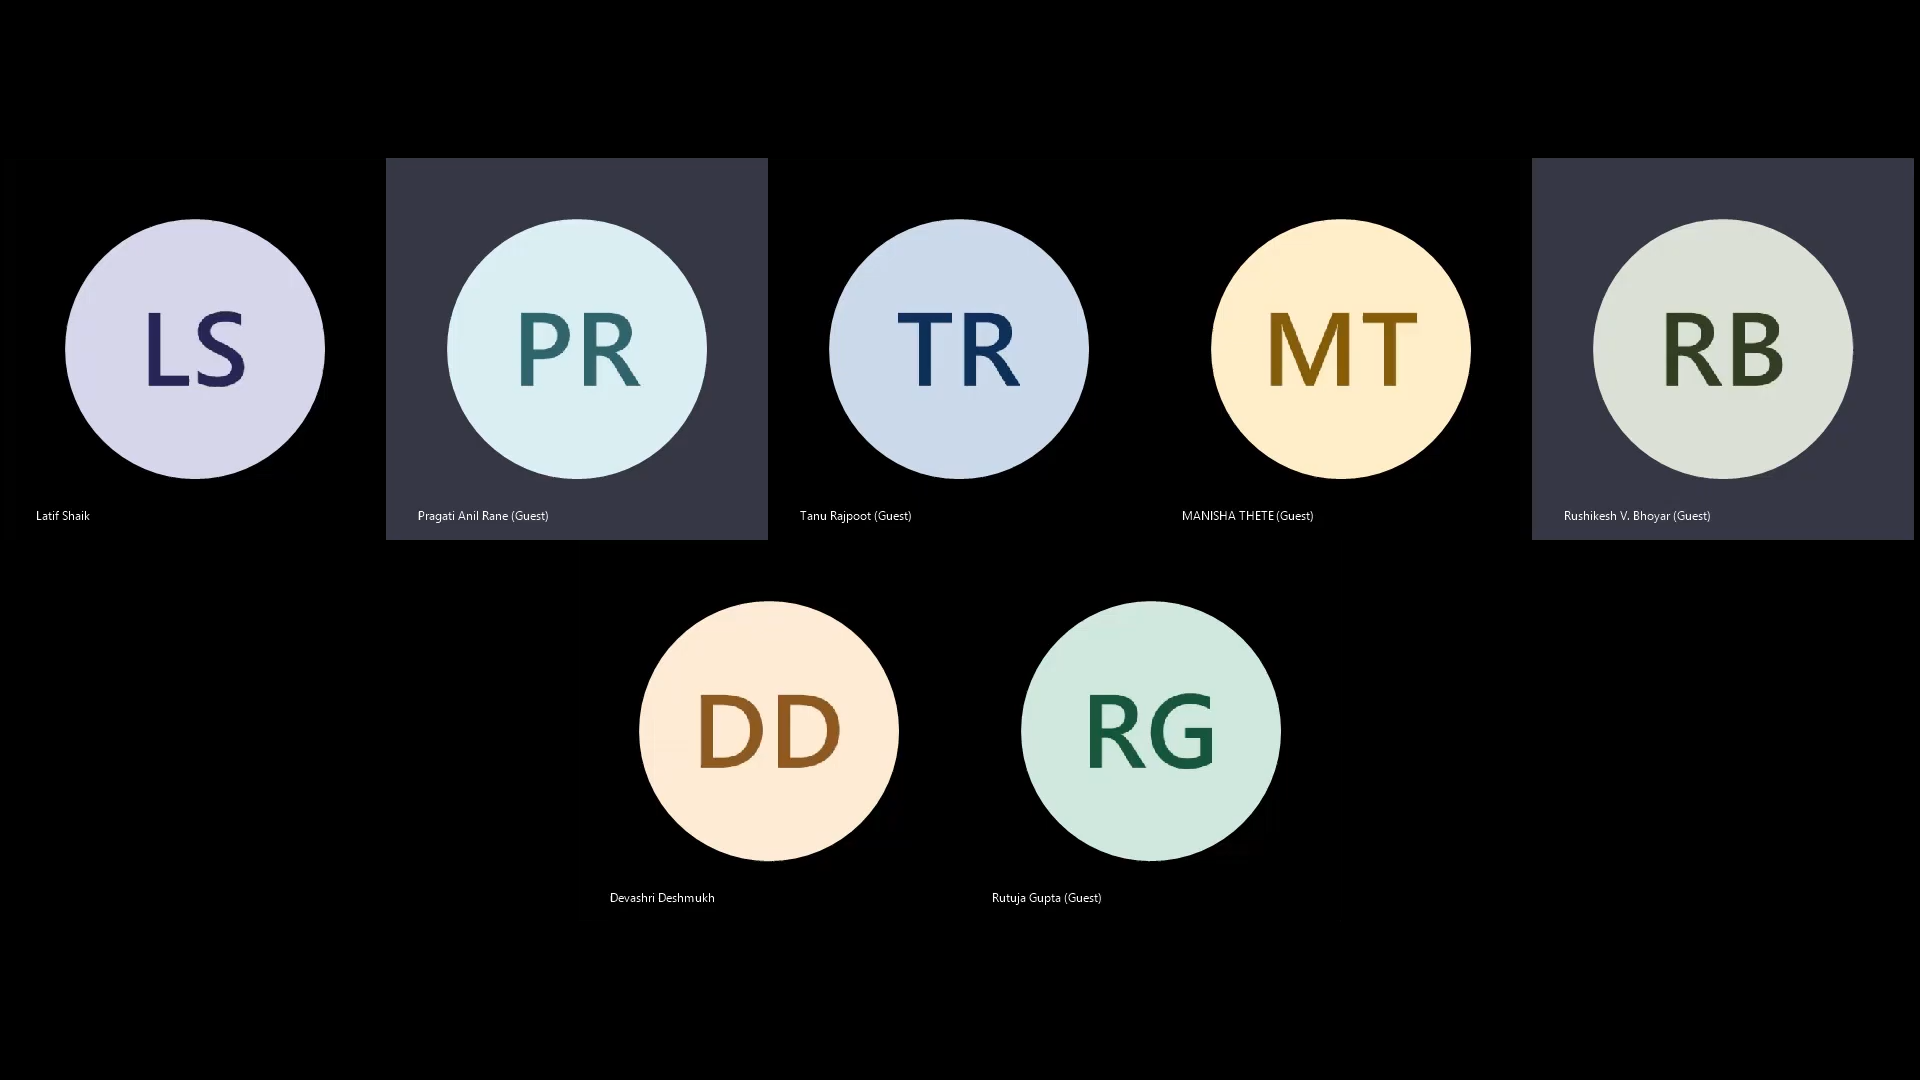 LS
PR
TR
MT
RB
Latif Shaik
Pragati Anil Rane (Guest)
Tanu Rajpoot (Guest)
MANISHA THETE (Guest)
Rushikesh V. Bhoyar (Guest)
DD
RG
Devashri Deshmukh
Rutuja Gupta (Guest)